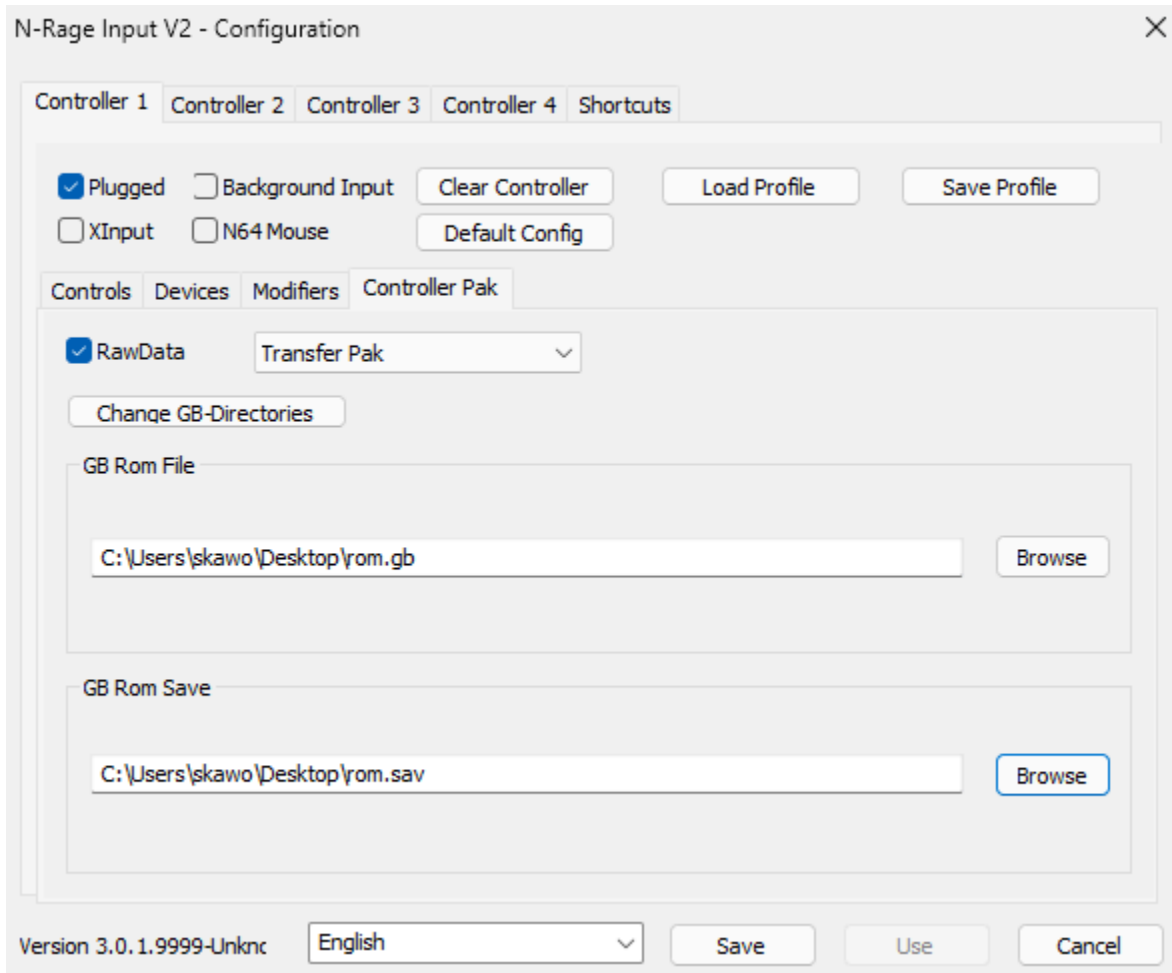 N-Rage Input V2 - Configuration
Controller 1 Controller 2 Controller 3 Controller 4 Shortcuts
Plugged Background Input Clear Controller Load Profile Save Profile
XInput N64 Mouse Default Config
Controls Devices Modifiers Controller Pak
RawData Transfer Pak
Change GB-Directories
GB Rom File
C:\Users\skawo\Desktop\rom.gb Browse
GB Rom Save
C:\Users\skawo\Desktop\rom.sav Browse
Version 3.0.1.9999-Unknc English Save Use Cancel